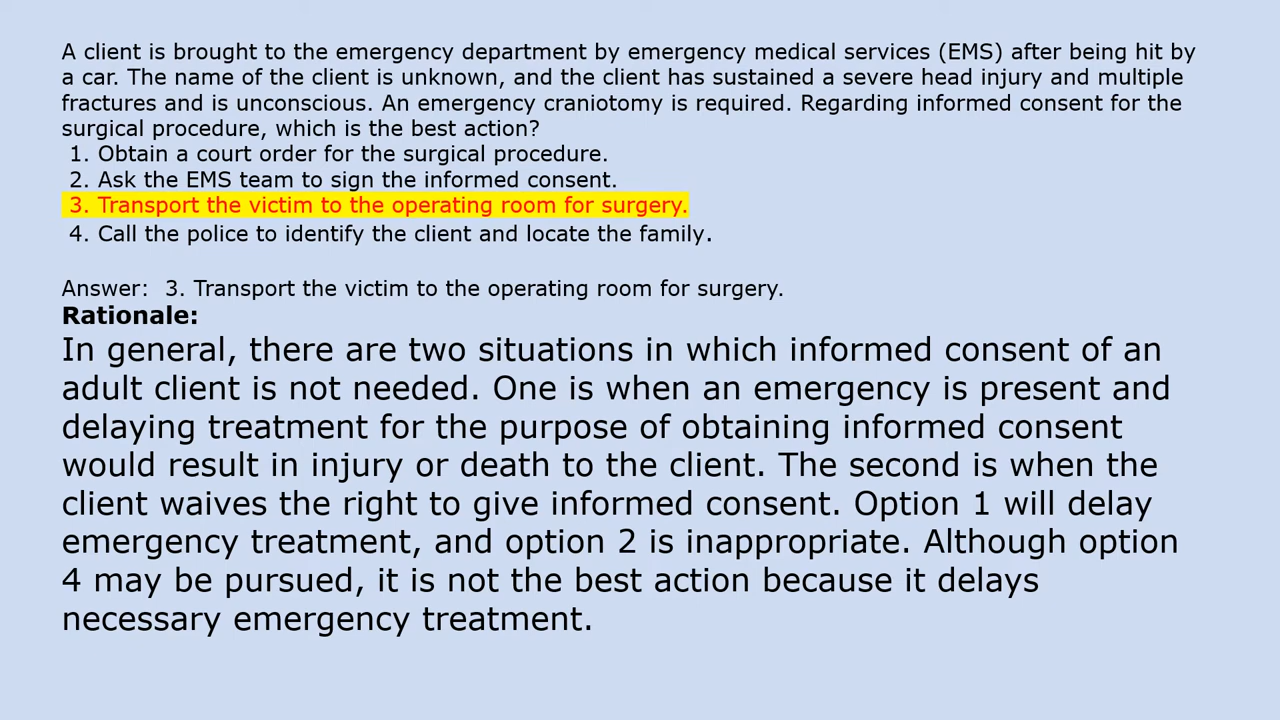 A client is brought to the emergency department by emergency medical services (EMS) after being hit by
a car. The name of the client is unknown, and the client has sustained a severe head injury and multiple
fractures and is unconscious. An emergency craniotomy is required. Regarding informed consent for the
surgical procedure, which is the best action?
1. Obtain a court order for the surgical procedure.
2. Ask the EMS team to sign the informed consent.
3. Transport the victim to the operating room for surgery.
4. Call the police to identify the client and locate the family.
Answer: 3. Transport the victim to the operating room for surgery.
Rationale:
In general, there are two situations in which informed consent of an
adult client is not needed. One is when an emergency is present and
delaying treatment for the purpose of obtaining informed consent
would result in injury or death to the client. The second is when the
client waives the right to give informed consent. Option 1 will delay
emergency treatment, and option 2 is inappropriate. Although option
4 may be pursued, it is not the best action because it delays
necessary emergency treatment.